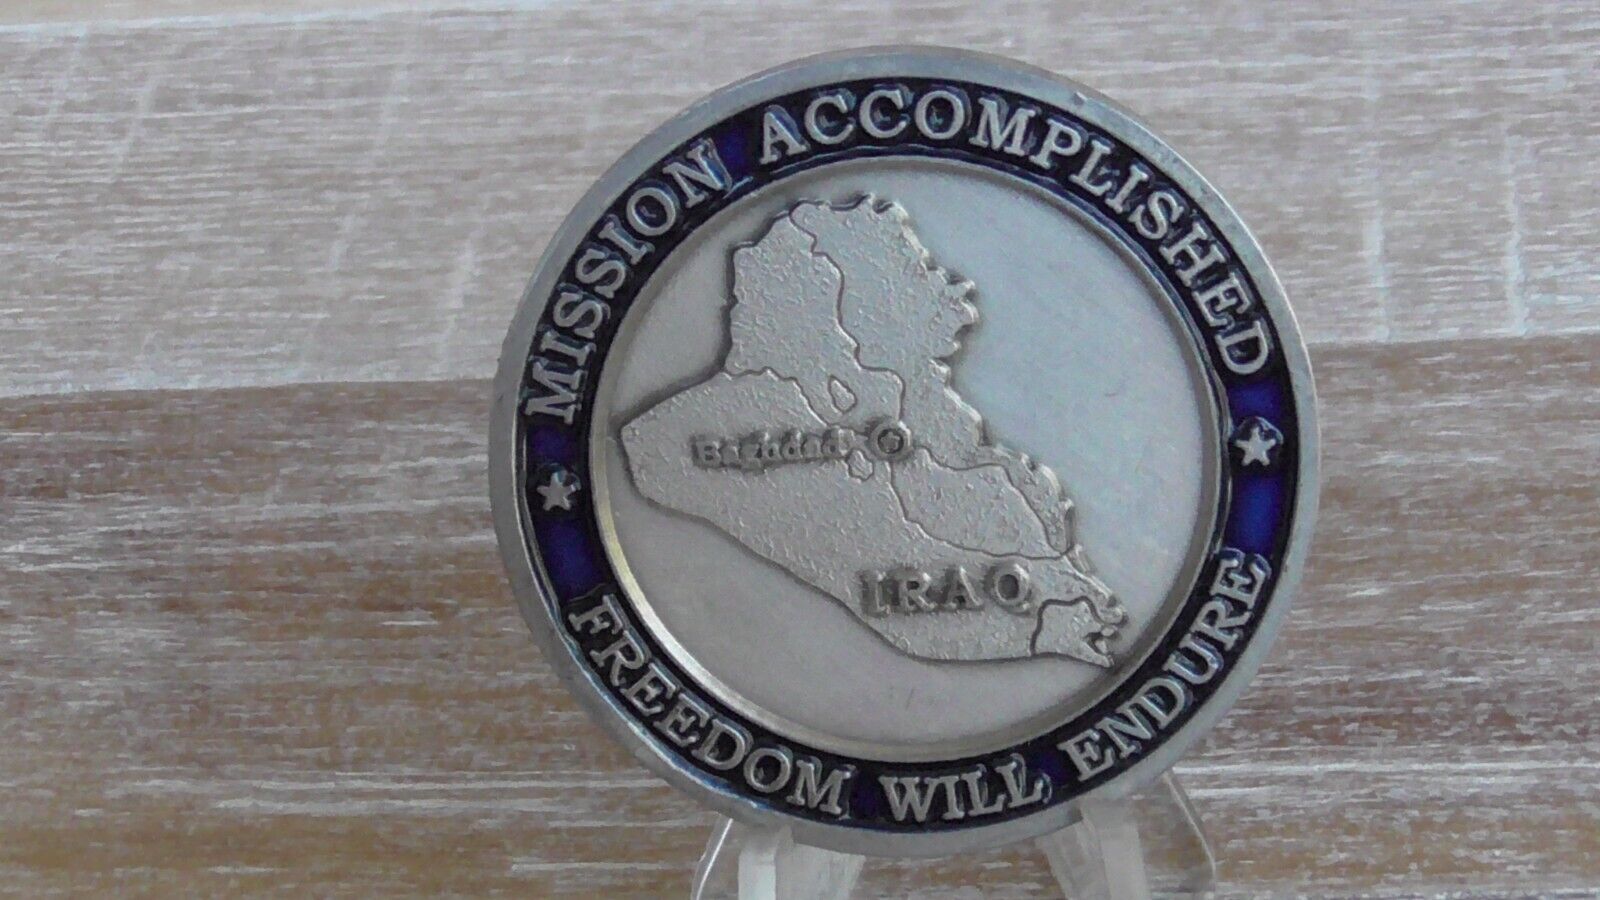 MISSION ACCOMPLISHED
Baghdad
IRAQ
FREEDOM WILL ENDURE